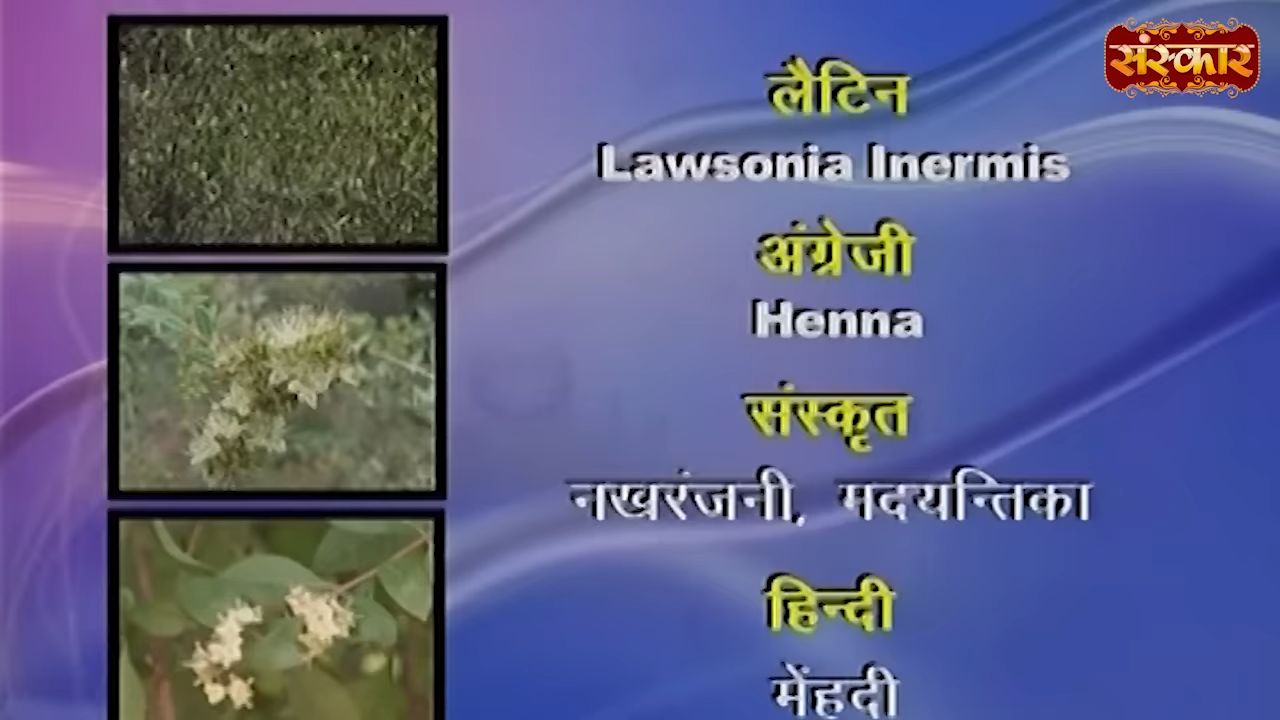 संस्कार
लैटिन
Lawsonia Inermis
अंग्रेजी
Henna
संस्कृत
नखरंजनी, मदयन्तिका
हिन्दी
मेंहदी